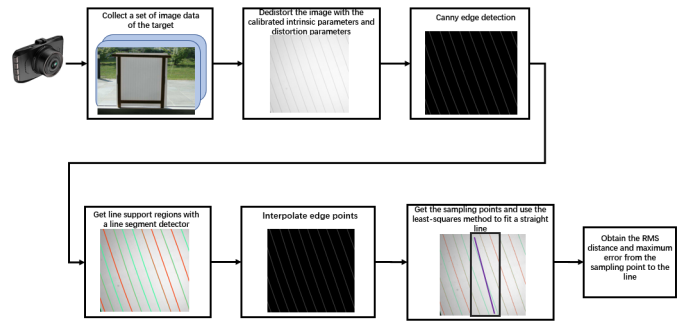 Collect a set of image data
of the target
Dedistort the image with the
calibrated intrinsic parameters and
distortion parameters
Canny edge detection
Get line support regions with
a line segment detector
Interpolate edge points
Get the sampling points and use the
least-squares method to fit a straight
line
Obtain the RMS
distance and maximum
error from the
sampling point to the
line